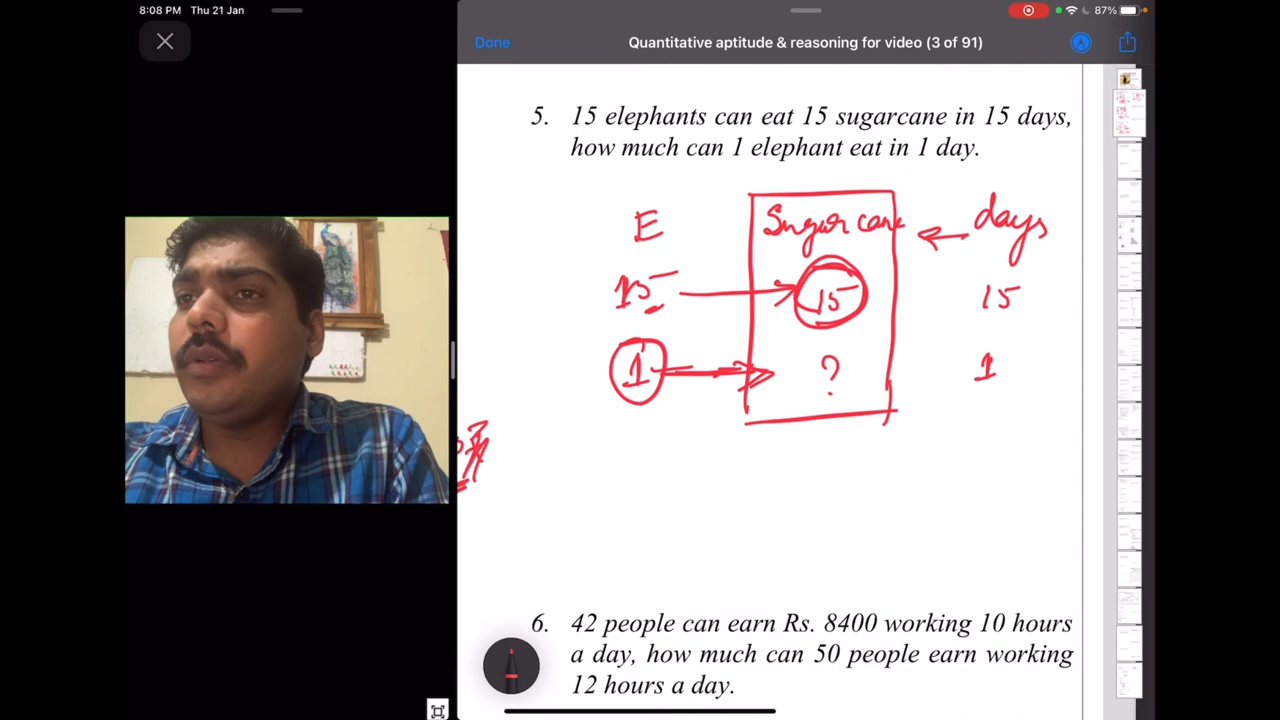 8:08 PM Thu 21 Jan
87%
Done
Quantitative aptitude & reasoning for video (3 of 91)
5. 15 elephants can eat 15 sugarcane in 15 days,
how much can 1 elephant eat in 1 day.
E Sugarcane days
15 15 15
1 ? 1
6. 42 people can earn Rs. 8400 working 10 hours
a day, how much can 50 people earn working
12 hours a day.